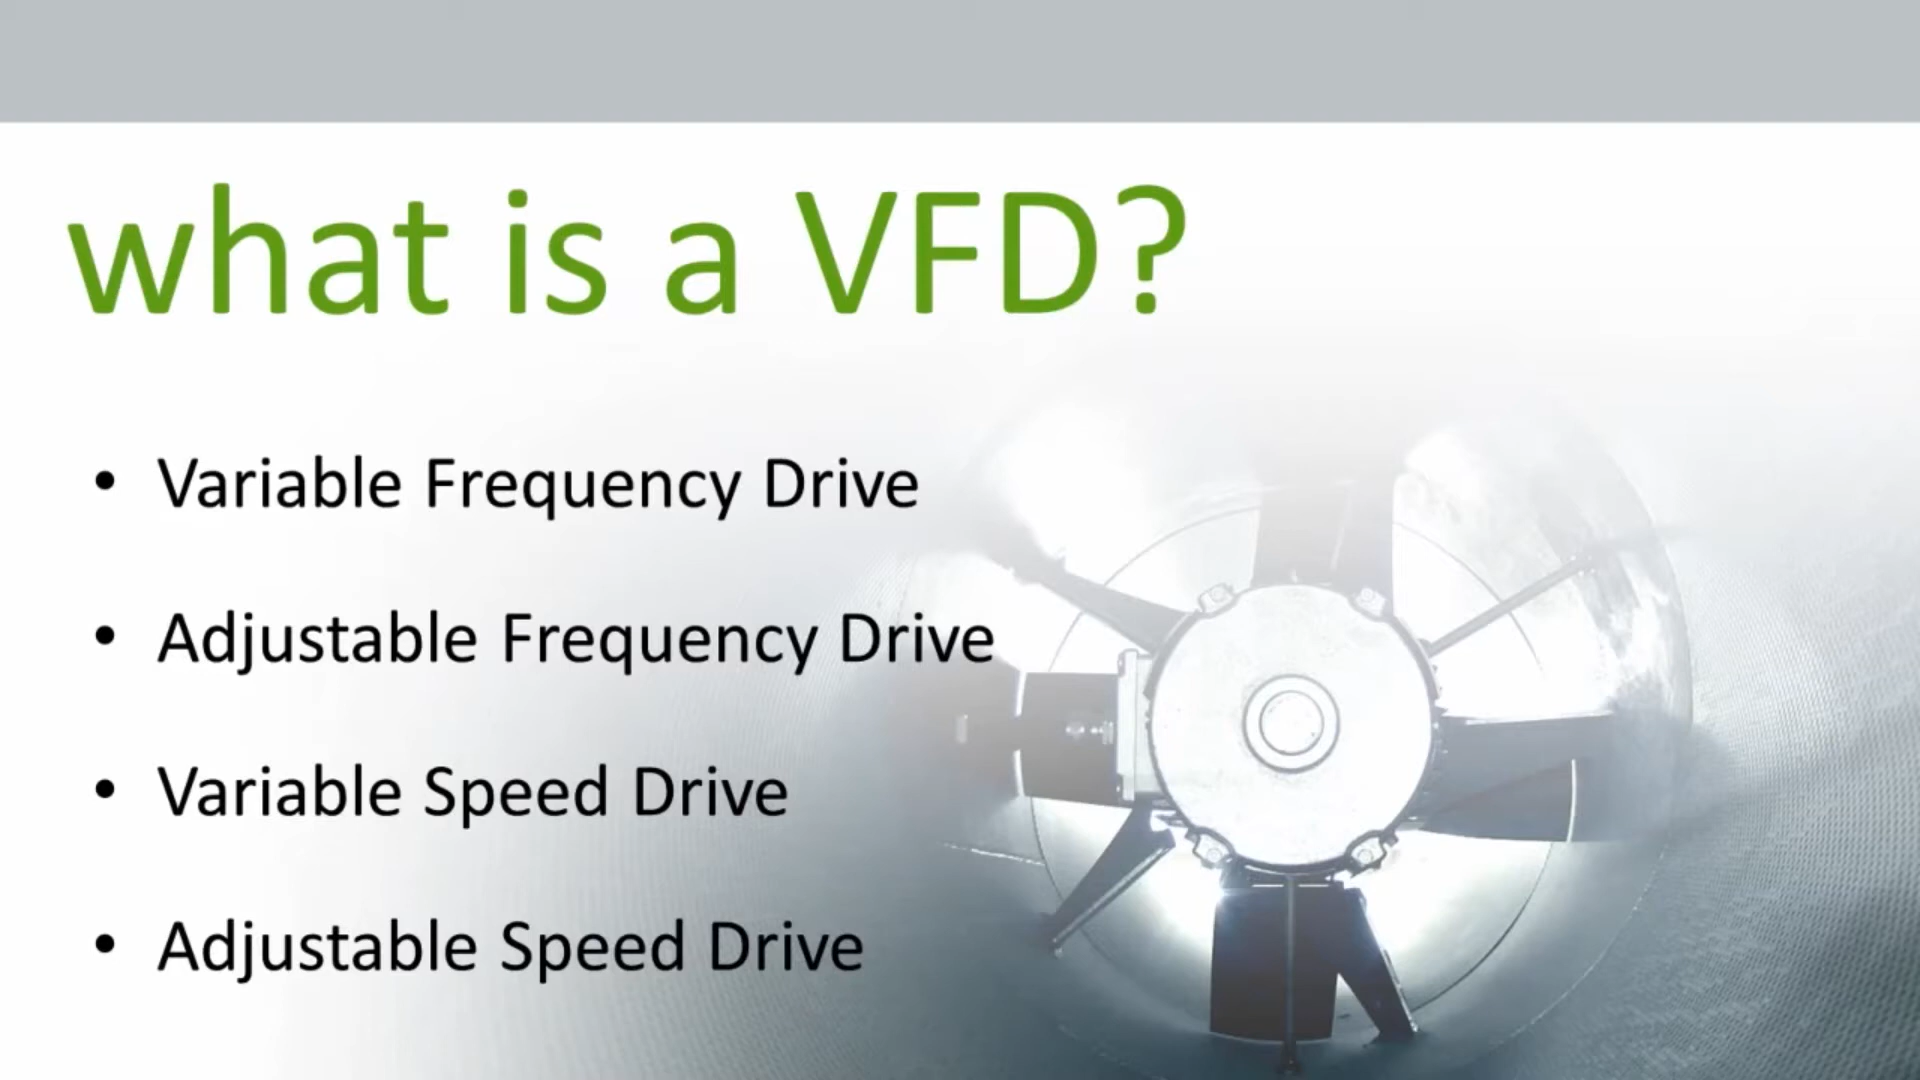 what is a VFD?
• Variable Frequency Drive
• Adjustable Frequency Drive
• Variable Speed Drive
• Adjustable Speed Drive